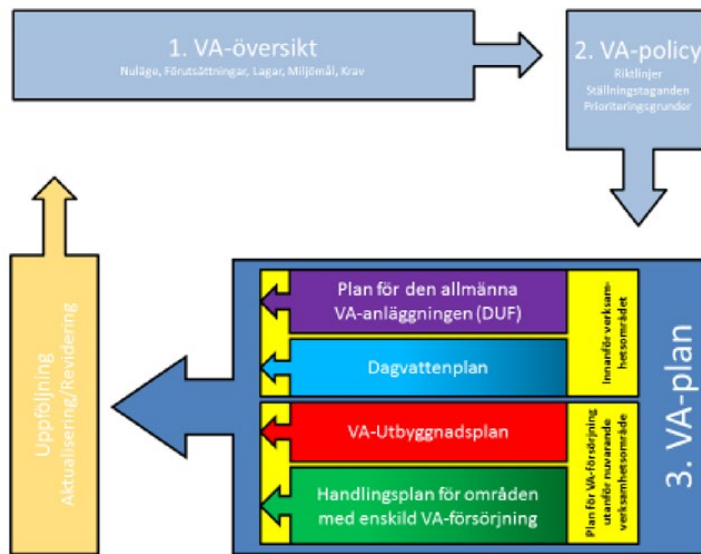 1. VA-översikt
Nuläge, Förutsättningar, Lagar, Miljömål, Krav
2. VA-policy
Riktlinjer
Ställningstaganden
Prioriteringsgrunder
Plan för den allmänna
VA-anläggningen (DUF)
Dagvattenplan
Innanför verksam-
hetsområdet
VA-Utbyggnadsplan
Handlingsplan för områden
med enskild VA-försörjning
Plan för VA-försörjning
utanför nuvarande
verksamhetsområde
3. VA-plan
Uppföljning
Aktualisering/Revidering